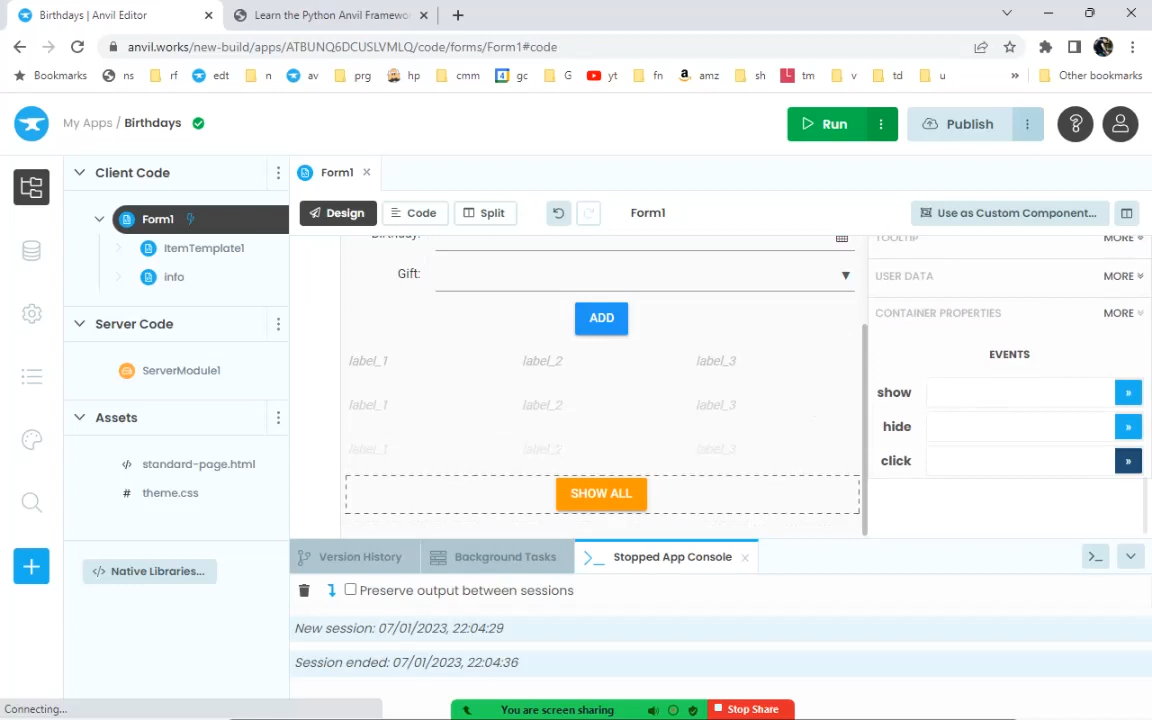 Birthdays | Anvil Editor
Learn the Python Anvil Framewo
anvil.works/new-build/apps/ATBUNQ6DCUSLVMLQ/code/forms/Form1#code
Bookmarks ns rf edt n av prg hp cmm gc G yt fn amz sh tm v td u » Other bookmarks
My Apps / Birthdays
Run
Publish
Client Code
Form1
ItemTemplate1
info
Server Code
ServerModule1
Assets
standard-page.html
theme.css
Native Libraries...
Form1
Design Code Split Form1 Use as Custom Component...
Birthday:
Gift:
ADD
label_1 label_2 label_3
label_1 label_2 label_3
label_1 label_2 label_3
SHOW ALL
TOOLTIP MORE
USER DATA MORE
CONTAINER PROPERTIES MORE
EVENTS
show
hide
click
Version History Background Tasks Stopped App Console
Preserve output between sessions
New session: 07/01/2023, 22:04:29
Session ended: 07/01/2023, 22:04:36
Connecting...
You are screen sharing Stop Share